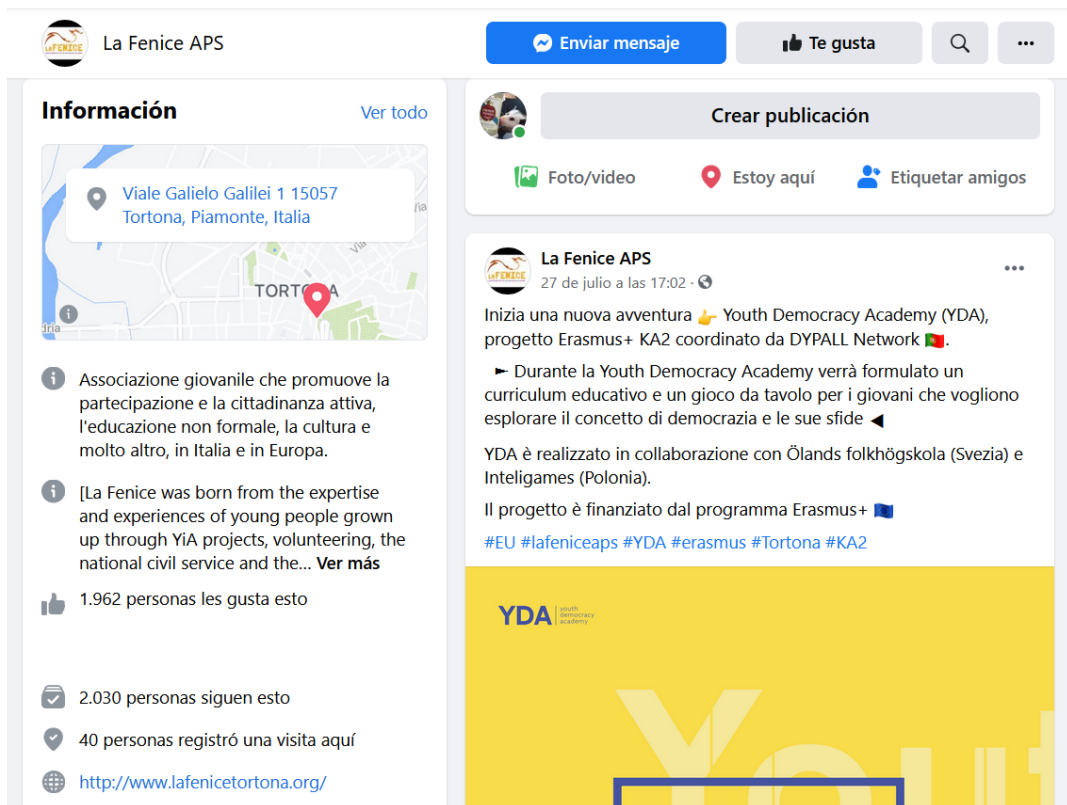 LaFENICE
La Fenice APS
Enviar mensaje
Te gusta
Información
Ver todo
Viale Galielo Galilei 1 15057
Tortona, Piamonte, Italia
Via
Via
TORTO A
dria
Associazione giovanile che promuove la
partecipazione e la cittadinanza attiva,
l'educazione non formale, la cultura e
molto altro, in Italia e in Europa.
[La Fenice was born from the expertise
and experiences of young people grown
up through YiA projects, volunteering, the
national civil service and the... Ver más
1.962 personas les gusta esto
2.030 personas siguen esto
40 personas registró una visita aquí
http://www.lafenicetortona.org/
Crear publicación
Foto/video
Estoy aquí
Etiquetar amigos
LaFENICE
La Fenice APS
27 de julio a las 17:02 ·
Inizia una nuova avventura 👉 Youth Democracy Academy (YDA),
progetto Erasmus+ KA2 coordinato da DYPALL Network 🇵🇹.
► Durante la Youth Democracy Academy verrà formulato un
curriculum educativo e un gioco da tavolo per i giovani che vogliono
esplorare il concetto di democrazia e le sue sfide ◄
YDA è realizzato in collaborazione con Ölands folkhögskola (Svezia) e
Inteligames (Polonia).
Il progetto è finanziato dal programma Erasmus+ 🇪🇺
#EU #lafeniceaps #YDA #erasmus #Tortona #KA2
YDA youth
democracy
academy
You